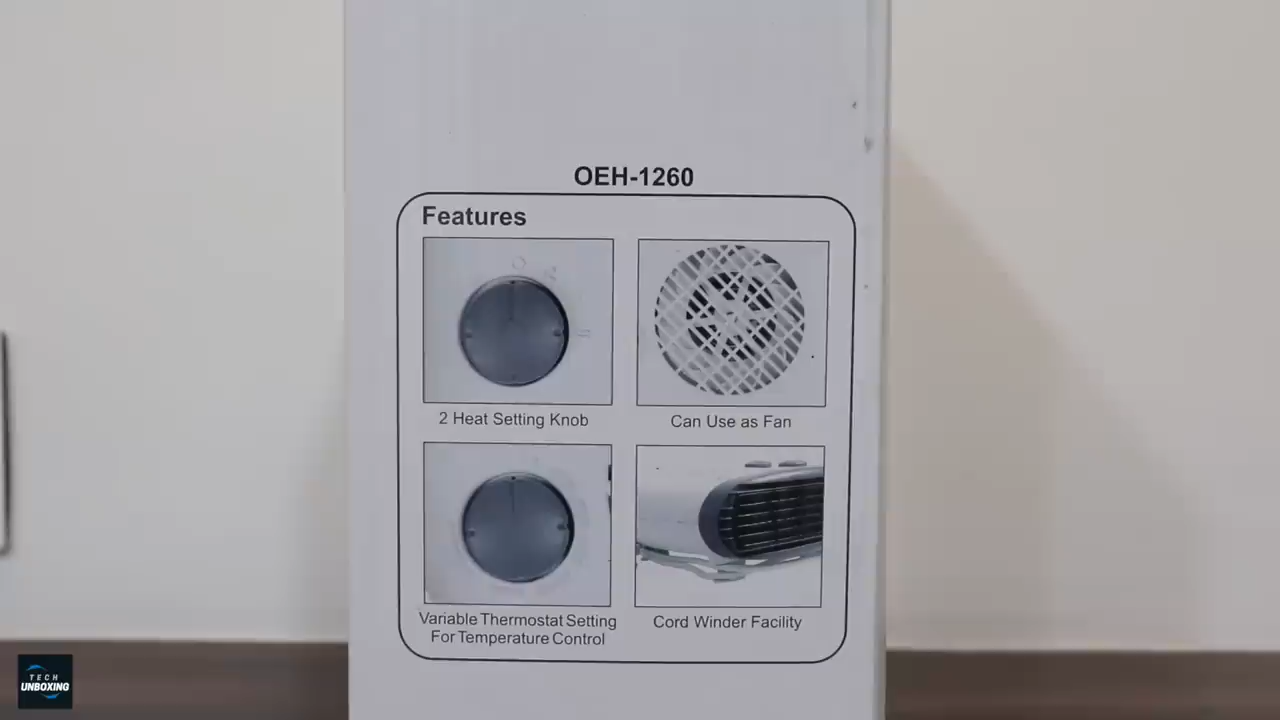 OEH-1260
Features
2 Heat Setting Knob
Can Use as Fan
Variable Thermostat Setting
For Temperature Control
Cord Winder Facility
TECH
UNBOXING